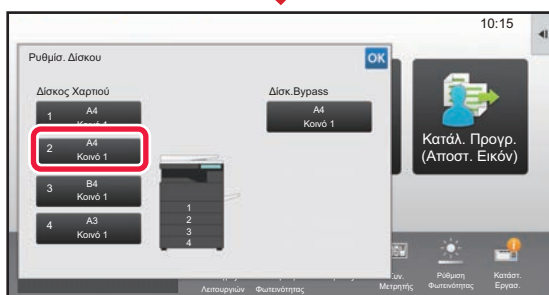 10:15
Ρυθμίσ. Δίσκου
OK
Δίσκος Χαρτιού
Δίσκ.Bypass
1 A4
Κοινό 1
A4
Κοινό 1
2 A4
Κοινό 1
3 B4
Κοινό 1
4 A3
Κοινό 1
1
2
3
4
Κατάλ. Προγρ.
(Αποστ. Εικόν)
Λειτουργιών
Φωτεινότητας
Μετρητής
Ρύθμιση
Φωτεινότητας
Κατάστ.
Εργασ.